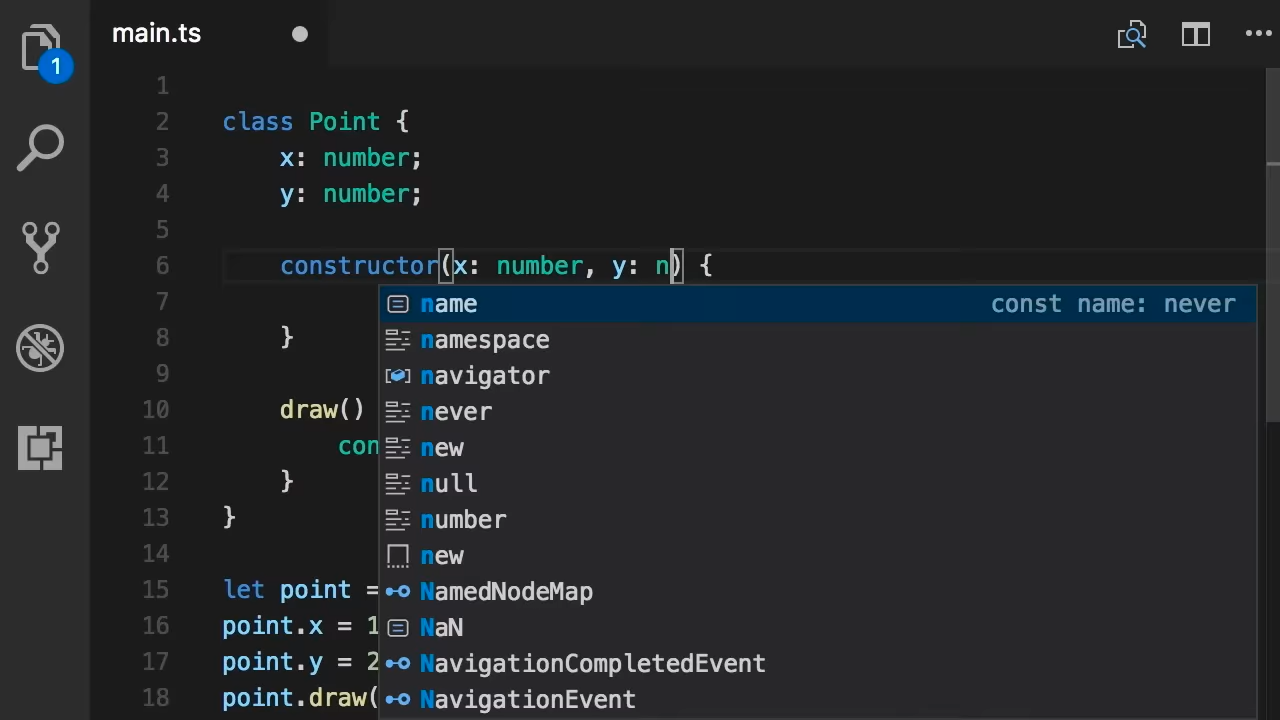 main.ts
1
1
2 class Point {
3 x: number;
4 y: number;
5
6 constructor(x: number, y: n) {
7 name const name: never
namespace
8 }
navigator
9
never
10 draw()
new
11 con
null
12 }
number
13 }
new
14
NamedNodeMap
15 let point =
NaN
16 point.x = 1
NavigationCompletedEvent
17 point.y = 2
NavigationEvent
18 point.draw(